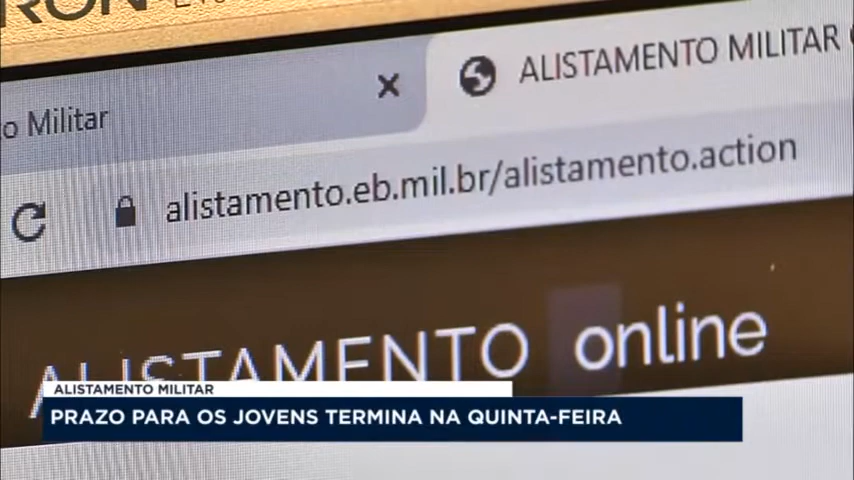 o Militar
ALISTAMENTO MILITAR
alistamento.eb.mil.br/alistamento.action
ALISTAMENTO online
ALISTAMENTO MILITAR
PRAZO PARA OS JOVENS TERMINA NA QUINTA-FEIRA